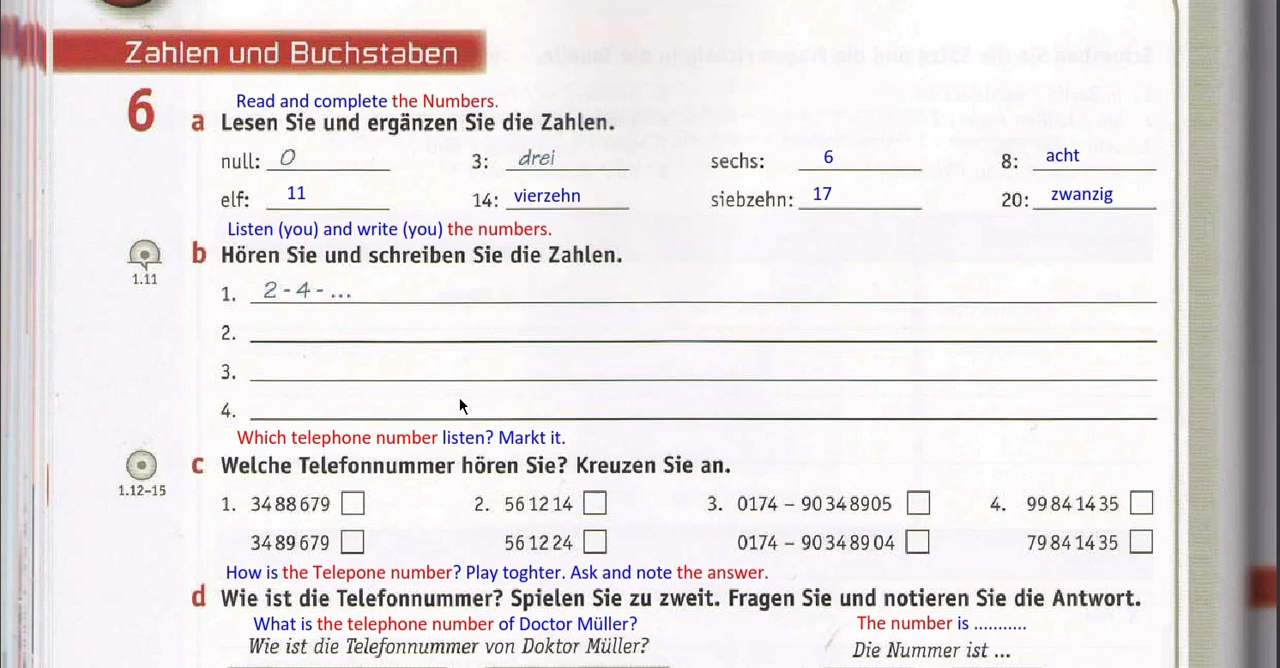 Zahlen und Buchstaben
Read and complete the Numbers.
6 a Lesen Sie und ergänzen Sie die Zahlen.
null: 0 3: drei sechs: 6 8: acht
elf: 11 14: vierzehn siebzehn: 17 20: zwanzig
Listen (you) and write (you) the numbers.
b Hören Sie und schreiben Sie die Zahlen.
1.11
1. 2 - 4 - ...
2.
3.
4.
Which telephone number listen? Markt it.
c Welche Telefonnummer hören Sie? Kreuzen Sie an.
1.12–15
1. 34 88 679 2. 56 12 14 3. 0174 – 90 34 89 05 4. 99 84 14 35
34 89 679 56 12 24 0174 – 90 34 89 04 79 84 14 35
How is the Telepone number? Play toghter. Ask and note the answer.
d Wie ist die Telefonnummer? Spielen Sie zu zweit. Fragen Sie und notieren Sie die Antwort.
What is the telephone number of Doctor Müller? The number is ...........
Wie ist die Telefonnummer von Doktor Müller? Die Nummer ist ...